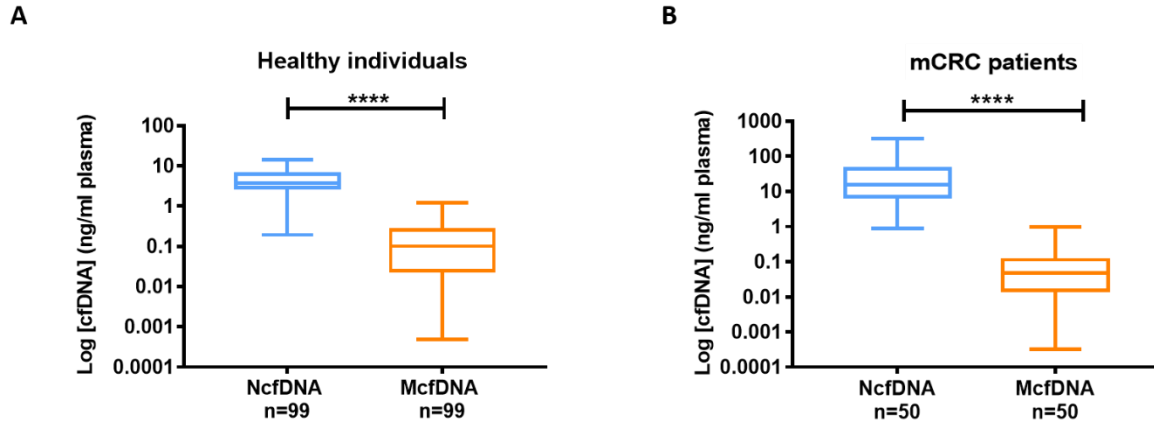 A
Healthy individuals
****
Log [cfDNA] (ng/ml plasma)
100
10
1
0.1
0.01
0.001
0.0001
NcfDNA McfDNA
n=99 n=99
B
mCRC patients
****
Log [cfDNA] (ng/ml plasma)
1000
100
10
1
0.1
0.01
0.001
0.0001
NcfDNA McfDNA
n=50 n=50